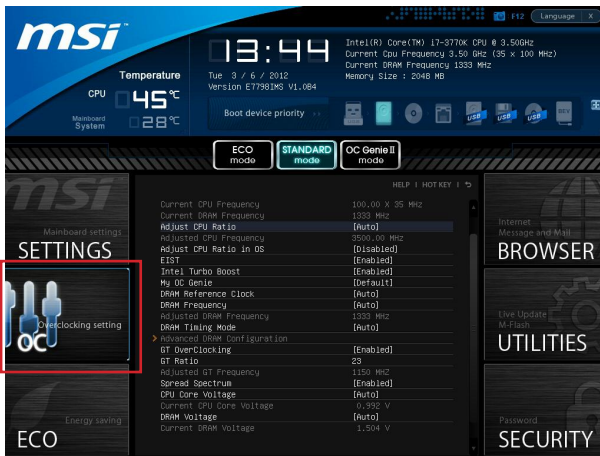 msi
F12 Language X
13:44
Intel(R) Core(TM) i7-3770K CPU @ 3.50GHz
Current Cpu Frequency 3.50 GHz (35 x 100 MHz)
Current DRAM Frequency 1333 MHz
Memory Size : 2048 MB
Temperature
Tue 3 / 6 / 2012
Version E7798IMS V1.0B4
CPU 45°C
Mainboard
System 28°C
Boot device priority
USB USB USB
ECO
mode
STANDARD
mode
OC Genie II
mode
HELP | HOT KEY |
msi
Mainboard settings
SETTINGS
Overclocking setting
OC
Energy saving
ECO
Current CPU Frequency 100.00 X 35 MHz
Current DRAM Frequency 1333 MHz
Adjust CPU Ratio [Auto]
Adjusted CPU Frequency 3500.00 MHz
Adjust CPU Ratio in OS [Disabled]
EIST [Enabled]
Intel Turbo Boost [Enabled]
My OC Genie [Default]
DRAM Reference Clock [Auto]
DRAM Frequency [Auto]
Adjusted DRAM Frequency 1333 MHz
DRAM Timing Mode [Auto]
Advanced DRAM Configuration
GT OverClocking [Enabled]
GT Ratio 23
Adjusted GT Frequency 1150 MHz
Spread Spectrum [Enabled]
CPU Core Voltage [Auto]
Current CPU Core Voltage 0.992 V
DRAM Voltage [Auto]
Current DRAM Voltage 1.504 V
Internet
Message and Mail
BROWSER
Live Update
M-Flash
UTILITIES
Password
SECURITY